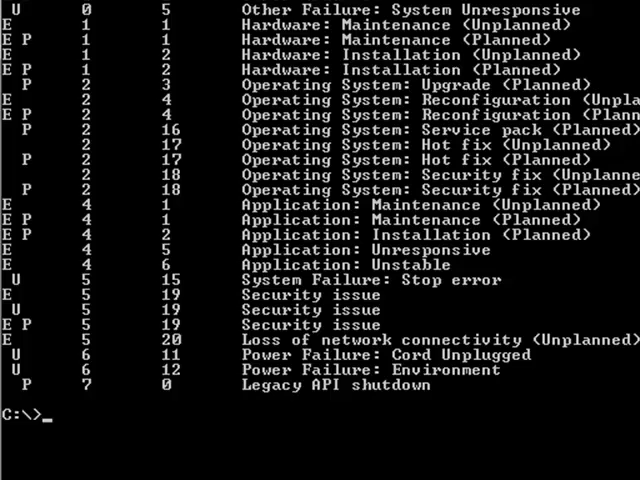 U 0 5 Other Failure: System Unresponsive
E 1 1 Hardware: Maintenance (Unplanned)
E P 1 1 Hardware: Maintenance (Planned)
E 1 2 Hardware: Installation (Unplanned)
E P 1 2 Hardware: Installation (Planned)
P 2 3 Operating System: Upgrade (Planned)
E 2 4 Operating System: Reconfiguration (Unpla
E P 2 4 Operating System: Reconfiguration (Plann
P 2 16 Operating System: Service pack (Planned)
2 17 Operating System: Hot fix (Unplanned)
P 2 17 Operating System: Hot fix (Planned)
2 18 Operating System: Security fix (Unplanne
P 2 18 Operating System: Security fix (Planned)
E 4 1 Application: Maintenance (Unplanned)
E P 4 1 Application: Maintenance (Planned)
E P 4 2 Application: Installation (Planned)
E 4 5 Application: Unresponsive
E 4 6 Application: Unstable
U 5 15 System Failure: Stop error
E 5 19 Security issue
U 5 19 Security issue
E P 5 19 Security issue
E 5 20 Loss of network connectivity (Unplanned)
U 6 11 Power Failure: Cord Unplugged
U 6 12 Power Failure: Environment
P 7 0 Legacy API shutdown
C:\>_